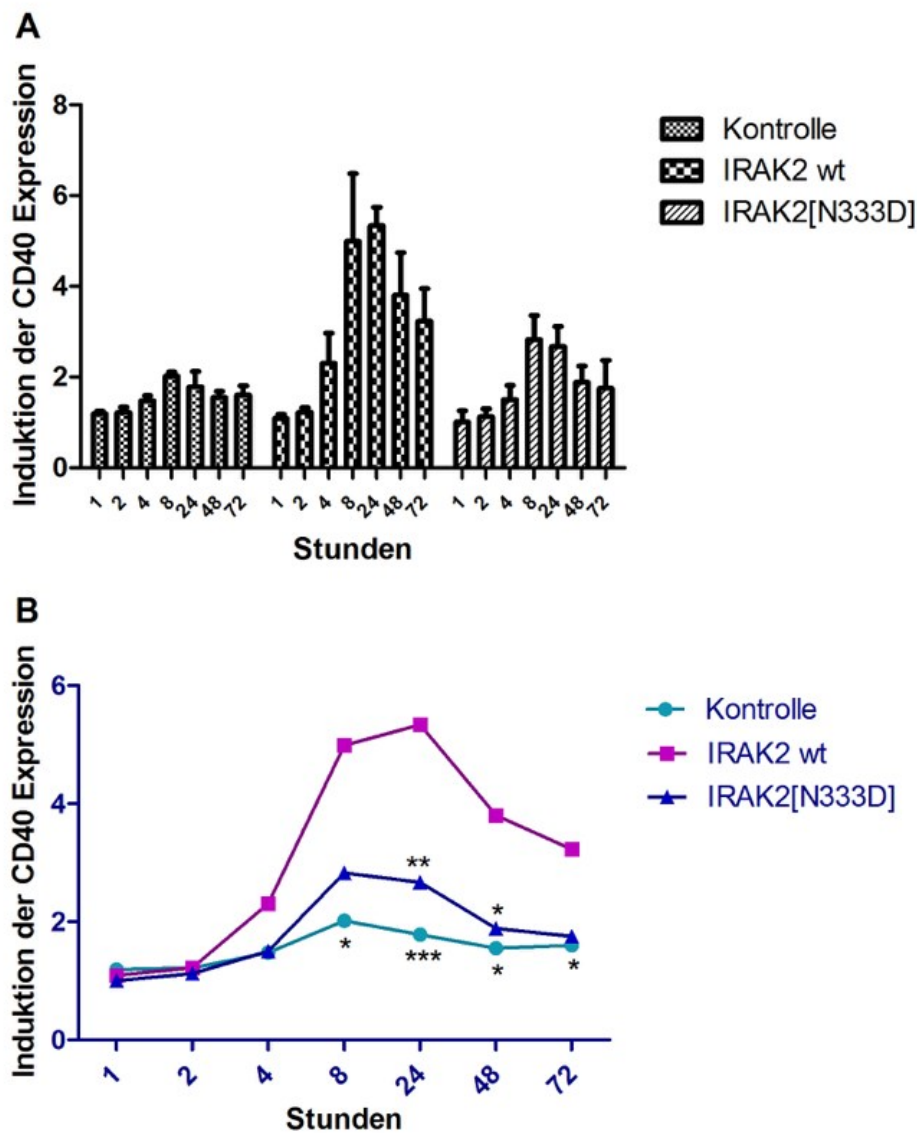 A
Induktion der CD40 Expression
8
6
4
2
0
1 2 4 8 24 48 72 1 2 4 8 24 48 72 1 2 4 8 24 48 72
Stunden
Kontrolle
IRAK2 wt
IRAK2[N333D]
B
Induktion der CD40 Expression
6
4
2
0
** * * *** * *
1 2 4 8 24 48 72
Stunden
Kontrolle
IRAK2 wt
IRAK2[N333D]